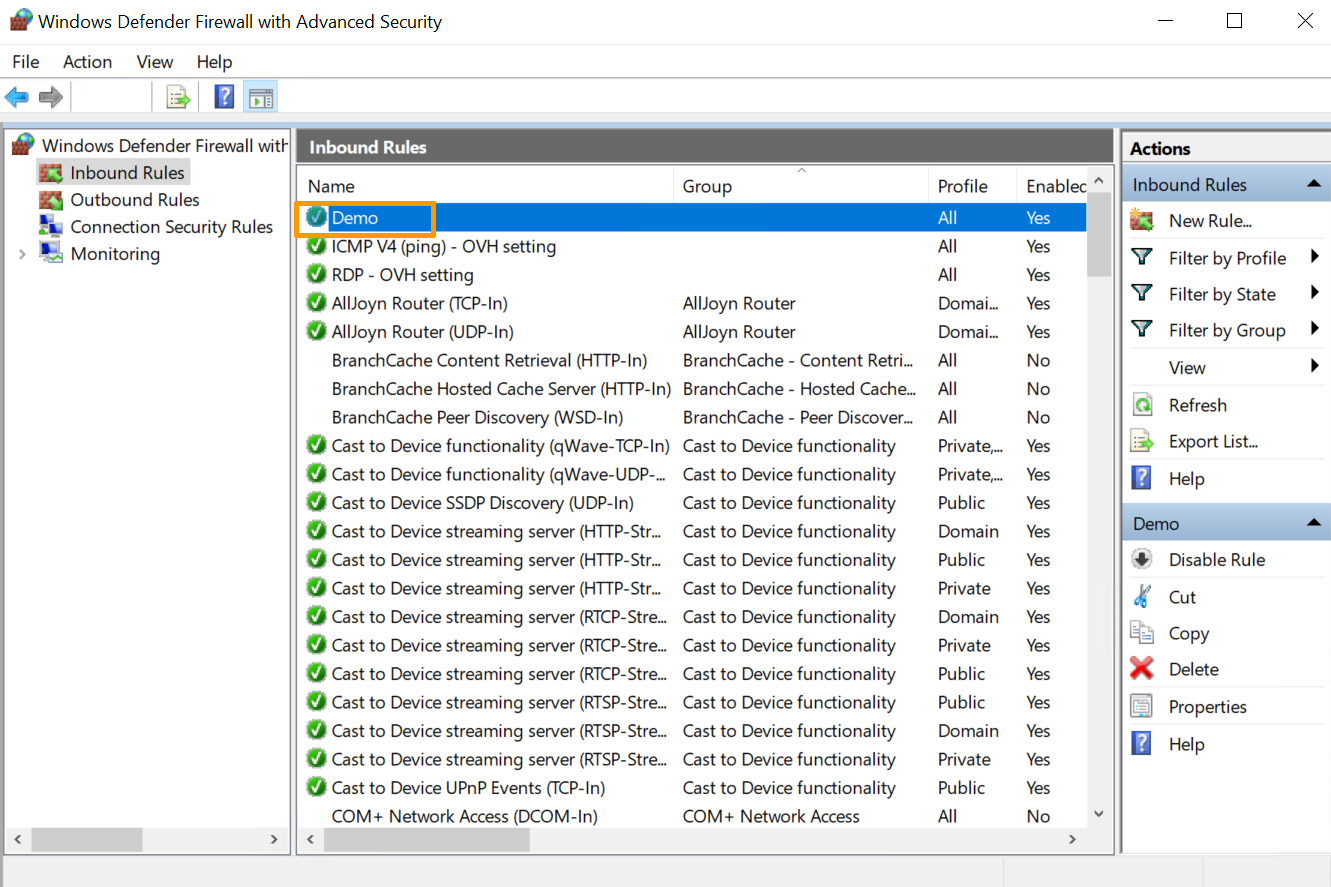 Windows Defender Firewall with Advanced Security
File Action View Help
Windows Defender Firewall with
Inbound Rules
Outbound Rules
Connection Security Rules
Monitoring
Inbound Rules
Name Group Profile Enabled
Demo All Yes
ICMP V4 (ping) - OVH setting All Yes
RDP - OVH setting All Yes
AllJoyn Router (TCP-In) AllJoyn Router Domai... Yes
AllJoyn Router (UDP-In) AllJoyn Router Domai... Yes
BranchCache Content Retrieval (HTTP-In) BranchCache - Content Retri... All No
BranchCache Hosted Cache Server (HTTP-In) BranchCache - Hosted Cache... All No
BranchCache Peer Discovery (WSD-In) BranchCache - Peer Discover... All No
Cast to Device functionality (qWave-TCP-In) Cast to Device functionality Private,... Yes
Cast to Device functionality (qWave-UDP-... Cast to Device functionality Private,... Yes
Cast to Device SSDP Discovery (UDP-In) Cast to Device functionality Public Yes
Cast to Device streaming server (HTTP-Str... Cast to Device functionality Domain Yes
Cast to Device streaming server (HTTP-Str... Cast to Device functionality Public Yes
Cast to Device streaming server (HTTP-Str... Cast to Device functionality Private Yes
Cast to Device streaming server (RTCP-Stre... Cast to Device functionality Domain Yes
Cast to Device streaming server (RTCP-Stre... Cast to Device functionality Private Yes
Cast to Device streaming server (RTCP-Stre... Cast to Device functionality Public Yes
Cast to Device streaming server (RTSP-Stre... Cast to Device functionality Public Yes
Cast to Device streaming server (RTSP-Stre... Cast to Device functionality Domain Yes
Cast to Device streaming server (RTSP-Stre... Cast to Device functionality Private Yes
Cast to Device UPnP Events (TCP-In) Cast to Device functionality Public Yes
COM+ Network Access (DCOM-In) COM+ Network Access All No
Actions
Inbound Rules
New Rule...
Filter by Profile
Filter by State
Filter by Group
View
Refresh
Export List...
Help
Demo
Disable Rule
Cut
Copy
Delete
Properties
Help